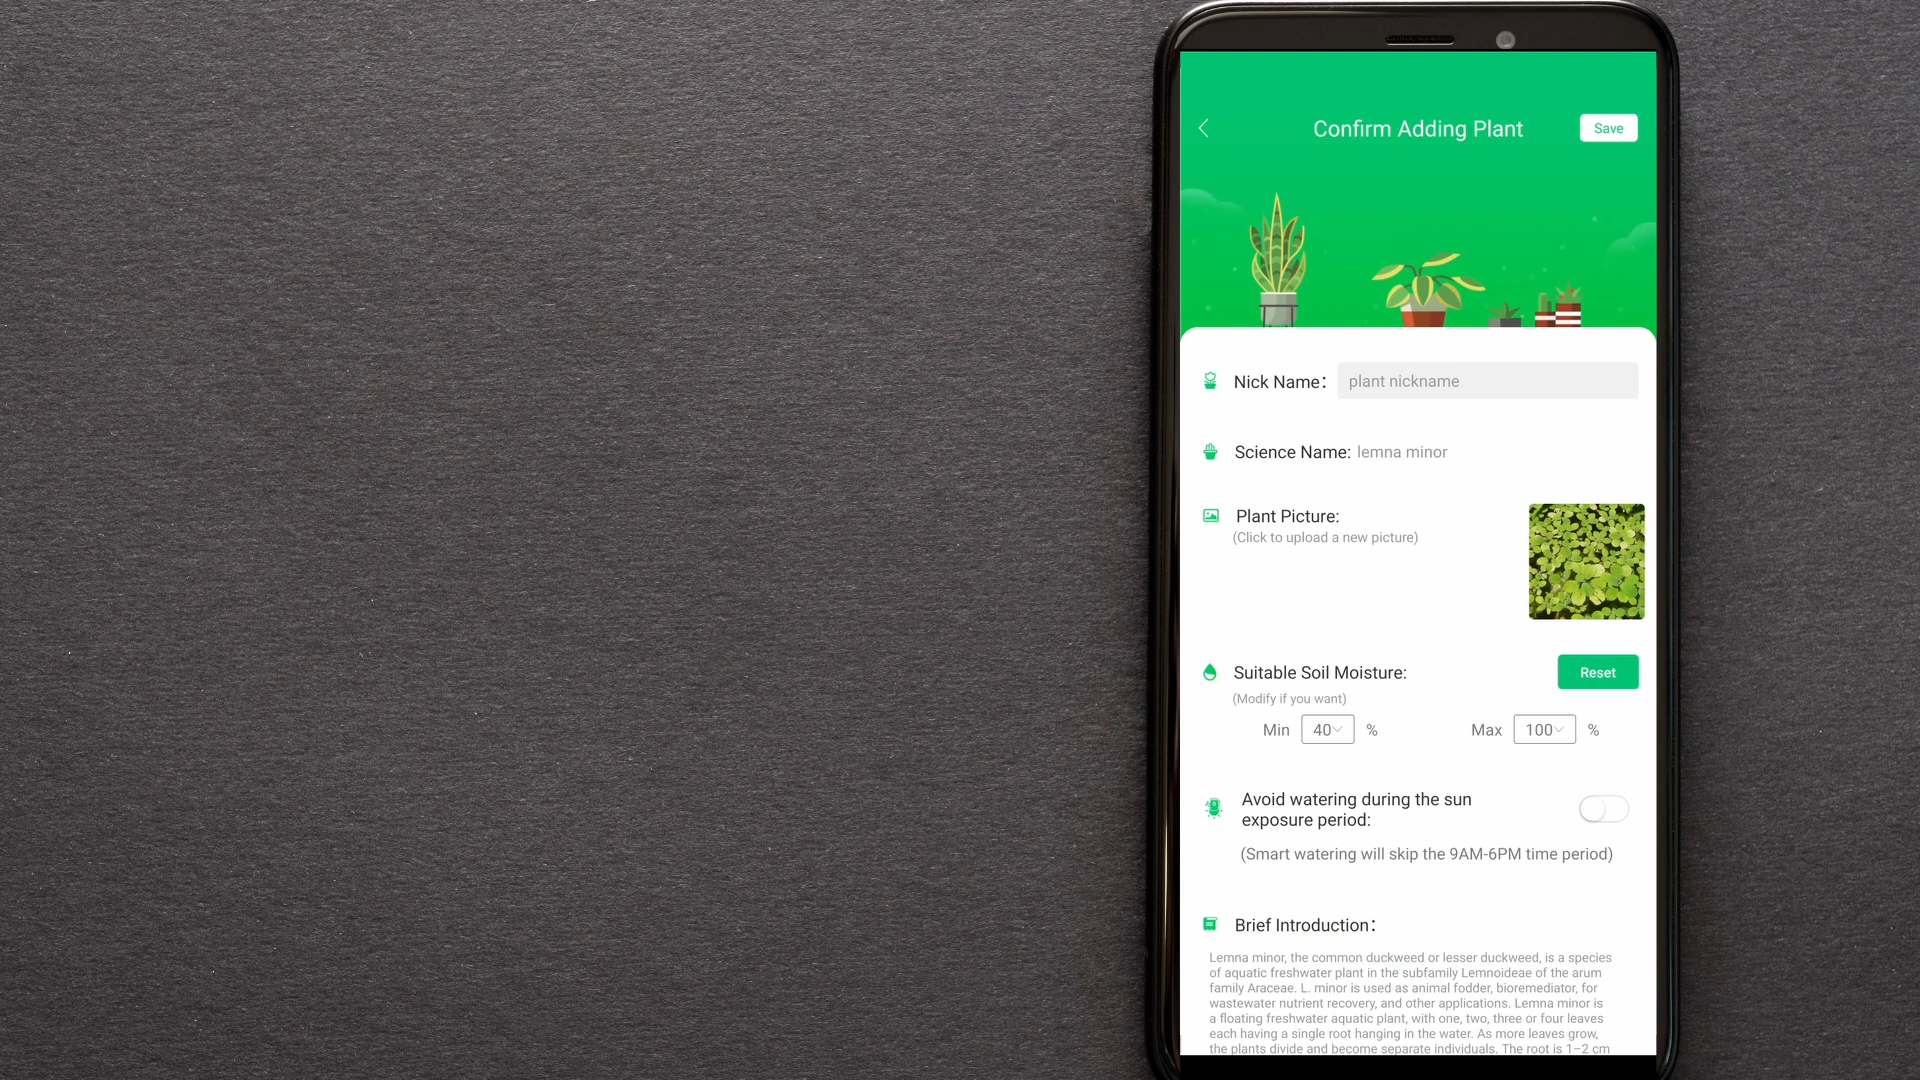 Confirm Adding Plant
Save
Nick Name:
plant nickname
Science Name: lemna minor
Plant Picture:
(Click to upload a new picture)
Suitable Soil Moisture:
Reset
(Modify if you want)
Min 40 % Max 100 %
Avoid watering during the sun
exposure period:
(Smart watering will skip the 9AM-6PM time period)
Brief Introduction:
Lemna minor, the common duckweed or lesser duckweed, is a species
of aquatic freshwater plant in the subfamily Lemnoideae of the arum
family Araceae. L. minor is used as animal fodder, bioremediator, for
wastewater nutrient recovery, and other applications. Lemna minor is
a floating freshwater aquatic plant, with one, two, three or four leaves
each having a single root hanging in the water. As more leaves grow,
the plants divide and become separate individuals. The root is 1–2 cm